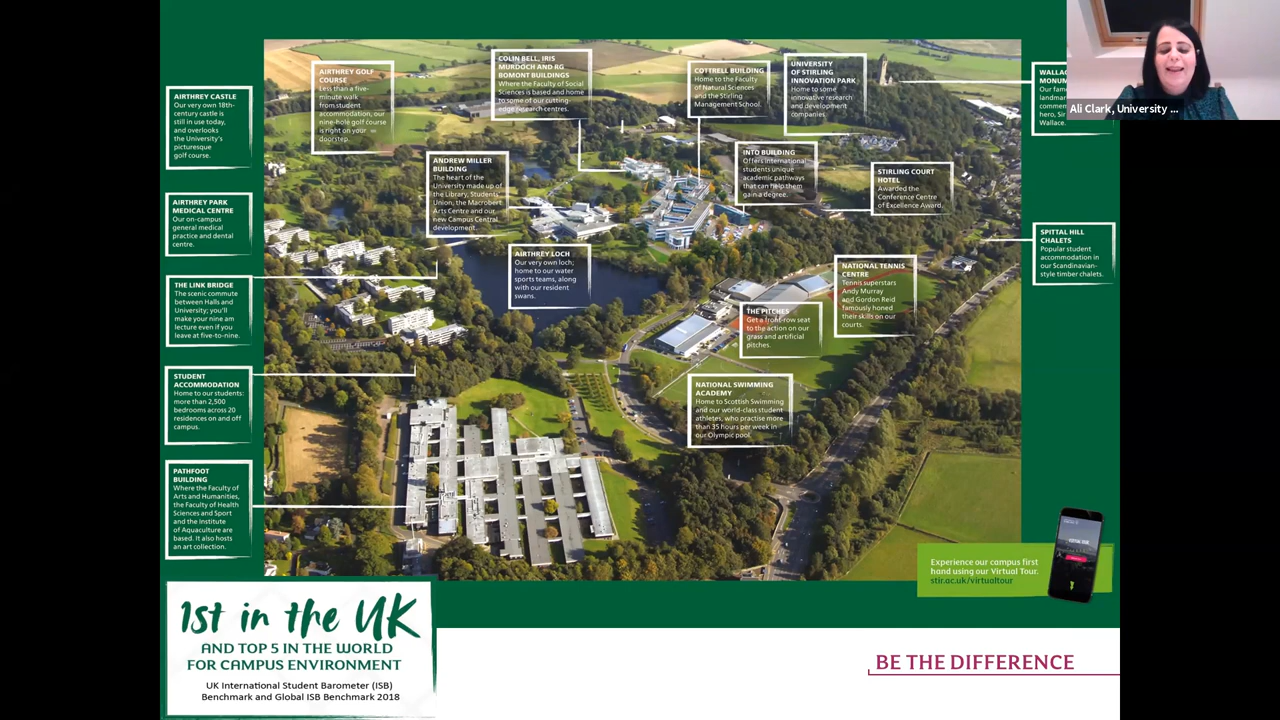 AIRTHREY CASTLE
Our very own 18th-
century castle is
still in use today,
and overlooks
the University's
picturesque
golf course.
AIRTHREY PARK
MEDICAL CENTRE
Our on-campus
general medical
practice and dental
centre.
THE LINK BRIDGE
The scenic commute
between Halls and
University; you'll
make your nine am
lecture even if you
leave at five-to-nine.
STUDENT
ACCOMMODATION
Home to our students:
more than 2,500
bedrooms across 20
residences on and off
campus.
PATHFOOT
BUILDING
Where the Faculty of
Arts and Humanities,
the Faculty of Health
Sciences and Sport
and the Institute
of Aquaculture are
based. It also hosts
an art collection.
AIRTHREY GOLF
COURSE
Less than a five-
minute walk
from student
accommodation, our
nine-hole golf course
is right on your
doorstep.
COLIN BELL, IRIS
MURDOCH AND RG
BOMONT BUILDINGS
Where the Faculty of Social
Sciences is based and home
to some of our cutting-
edge research centres.
ANDREW MILLER
BUILDING
The heart of the
University made up of
the Library, Students'
Union, the Macrobert
Arts Centre and our
new Campus Central
development.
AIRTHREY LOCH
Our very own loch;
home to our water
sports teams, along
with our resident
swans.
COTTRELL BUILDING
Home to the Faculty
of Natural Sciences
and the Stirling
Management School.
UNIVERSITY
OF STIRLING
INNOVATION PARK
Home to some
innovative research
and development
companies.
INTO BUILDING
Offers international
students unique
academic pathways
that can help them
gain a degree.
STIRLING COURT
HOTEL
Awarded the
Conference Centre
of Excellence Award.
NATIONAL TENNIS
CENTRE
Tennis superstars
Andy Murray
and Gordon Reid
famously honed
their skills on our
courts.
THE PITCHES
Get a front-row seat
to the action on our
grass and artificial
pitches.
NATIONAL SWIMMING
ACADEMY
Home to Scottish Swimming
and our world-class student
athletes, who practise more
than 35 hours per week in
our Olympic pool.
Our
hero, Sir
Wallace.
SPITTAL HILL
CHALETS
Popular student
accommodation in
our Scandinavian-
style timber chalets.
Ali Clark, University ...
Experience our campus first
hand using our Virtual Tour.
stir.ac.uk/virtualtour
VIRTUAL TOUR
1st in the UK
AND TOP 5 IN THE WORLD
FOR CAMPUS ENVIRONMENT
UK International Student Barometer (ISB)
Benchmark and Global ISB Benchmark 2018
BE THE DIFFERENCE